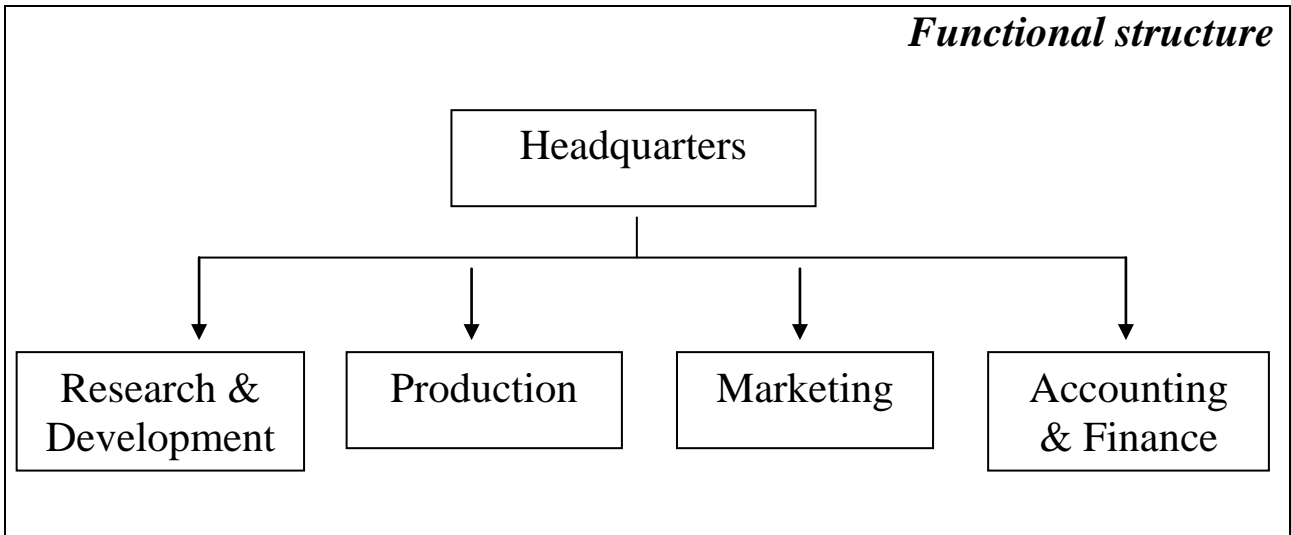 Functional structure
Headquarters
Research &
Development
Production
Marketing
Accounting
& Finance